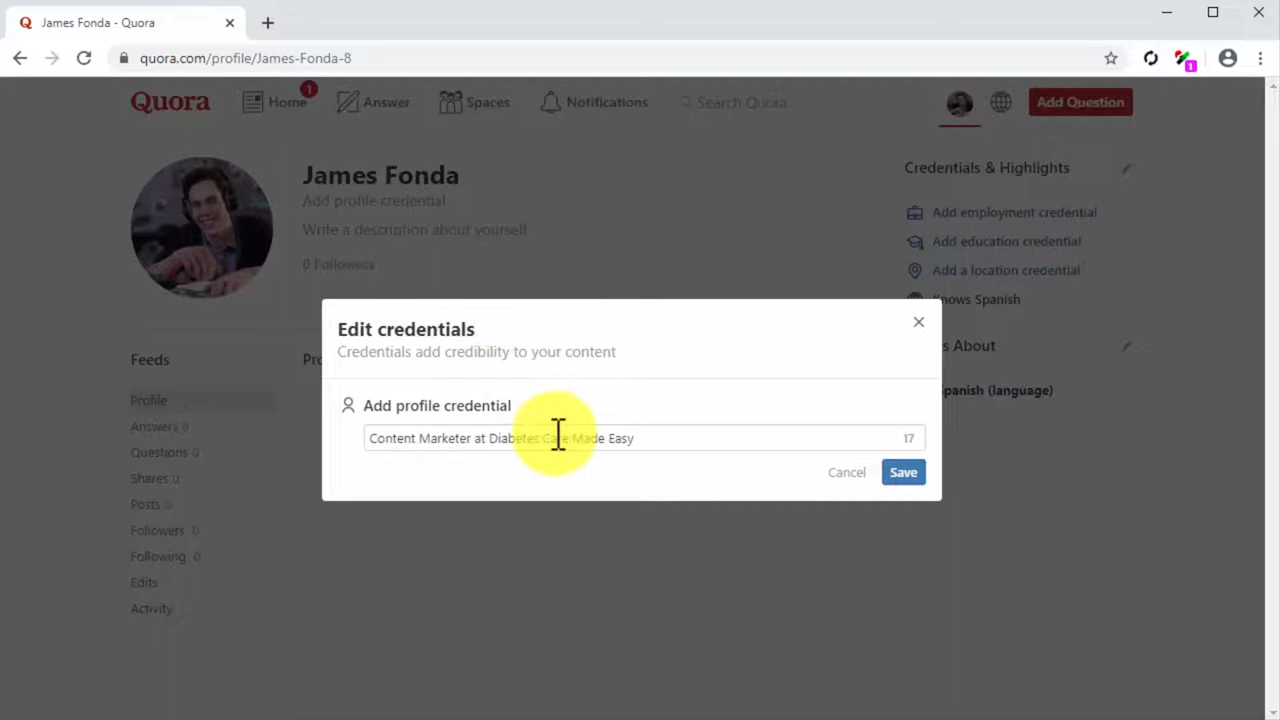 James Fonda - Quora
quora.com/profile/James-Fonda-8
1
Quora
Home
1
Answer
Spaces
Notifications
Search Quora
Add Question
James Fonda
Add profile credential
Write a description about yourself
0 Followers
Credentials & Highlights
Add employment credential
Add education credential
Add a location credential
Knows Spanish
s About
Spanish (language)
Edit credentials
Credentials add credibility to your content
Add profile credential
Content Marketer at Diabetes Care Made Easy
17
Cancel
Save
Feeds
Profile
Answers 0
Questions 0
Shares 0
Posts 0
Followers 0
Following 0
Edits
Activity